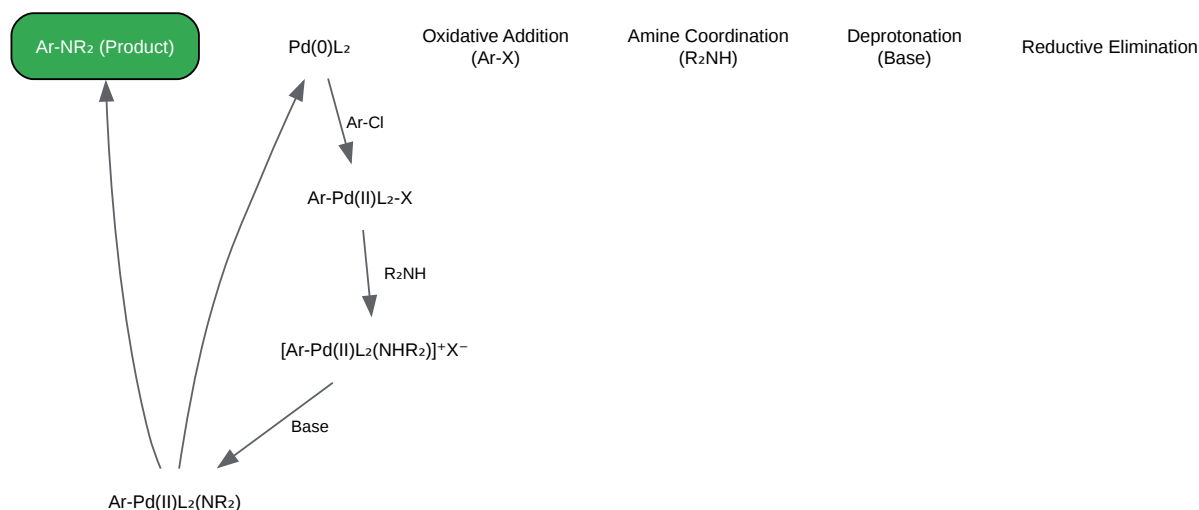 Ar-NR₂ (Product)
Pd(0)L₂
Oxidative Addition
(Ar-X)
Amine Coordination
(R₂NH)
Deprotonation
(Base)
Reductive Elimination
Ar-Cl
Ar-Pd(II)L₂-X
R₂NH
[Ar-Pd(II)L₂(NHR₂)]⁺X⁻
Base
Ar-Pd(II)L₂(NR₂)